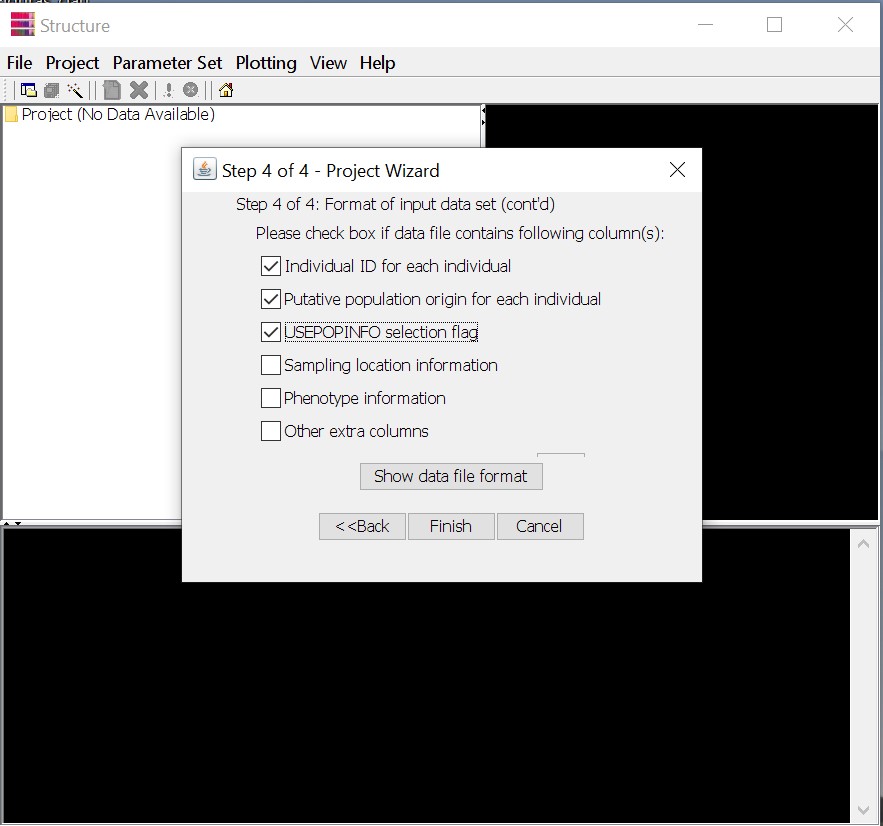 Structure
File Project Parameter Set Plotting View Help
Project (No Data Available)
Step 4 of 4 - Project Wizard
Step 4 of 4: Format of input data set (cont'd)
Please check box if data file contains following column(s):
Individual ID for each individual
Putative population origin for each individual
USEPOPINFO selection flag
Sampling location information
Phenotype information
Other extra columns
Show data file format
<<Back Finish Cancel